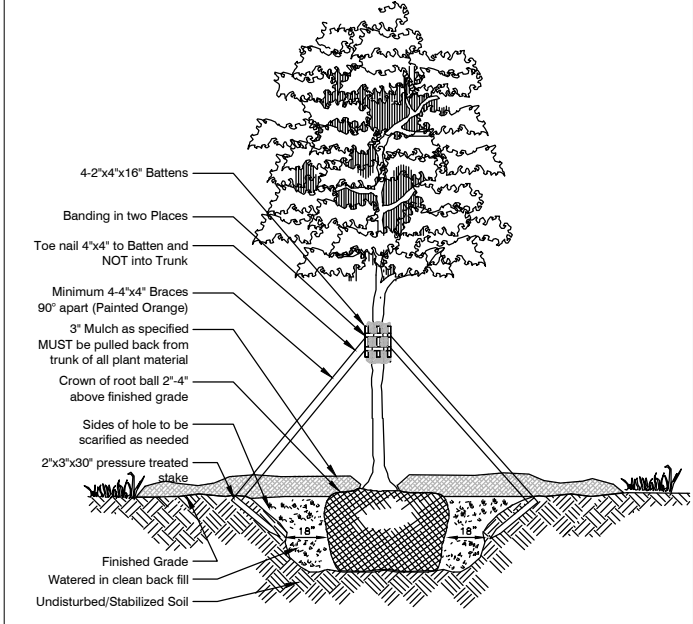 4-2"x4"x16" Battens
Banding in two Places
Toe nail 4"x4" to Batten and
NOT into Trunk
Minimum 4-4"x4" Braces
90° apart (Painted Orange)
3" Mulch as specified
MUST be pulled back from
trunk of all plant material
Crown of root ball 2"-4"
above finished grade
Sides of hole to be
scarified as needed
2"x3"x30" pressure treated
stake
18"
18"
Finished Grade
Watered in clean back fill
Undisturbed/Stabilized Soil